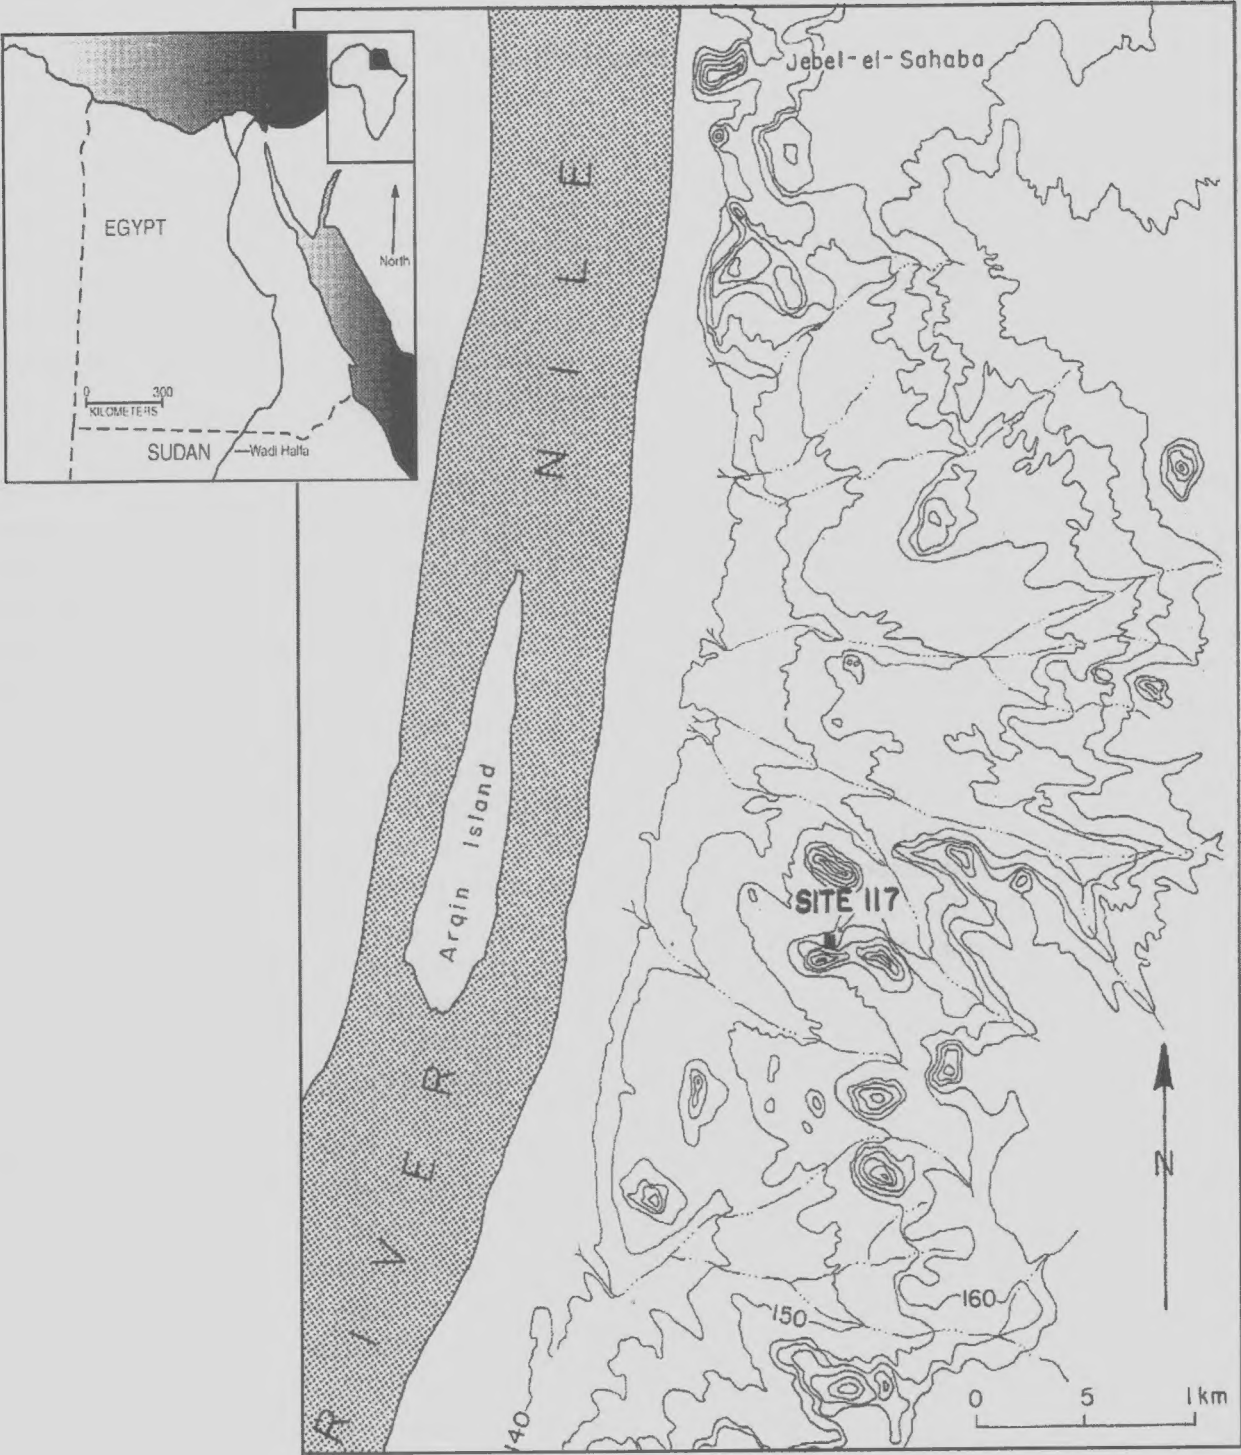 Jebel-el-Sahaba
EGYPT
North
0 300
KILOMETERS
SUDAN
Wadi Halfa
RIVER NILE
Arqin Island
SITE 117
N
160
150
140
0 5 1 km